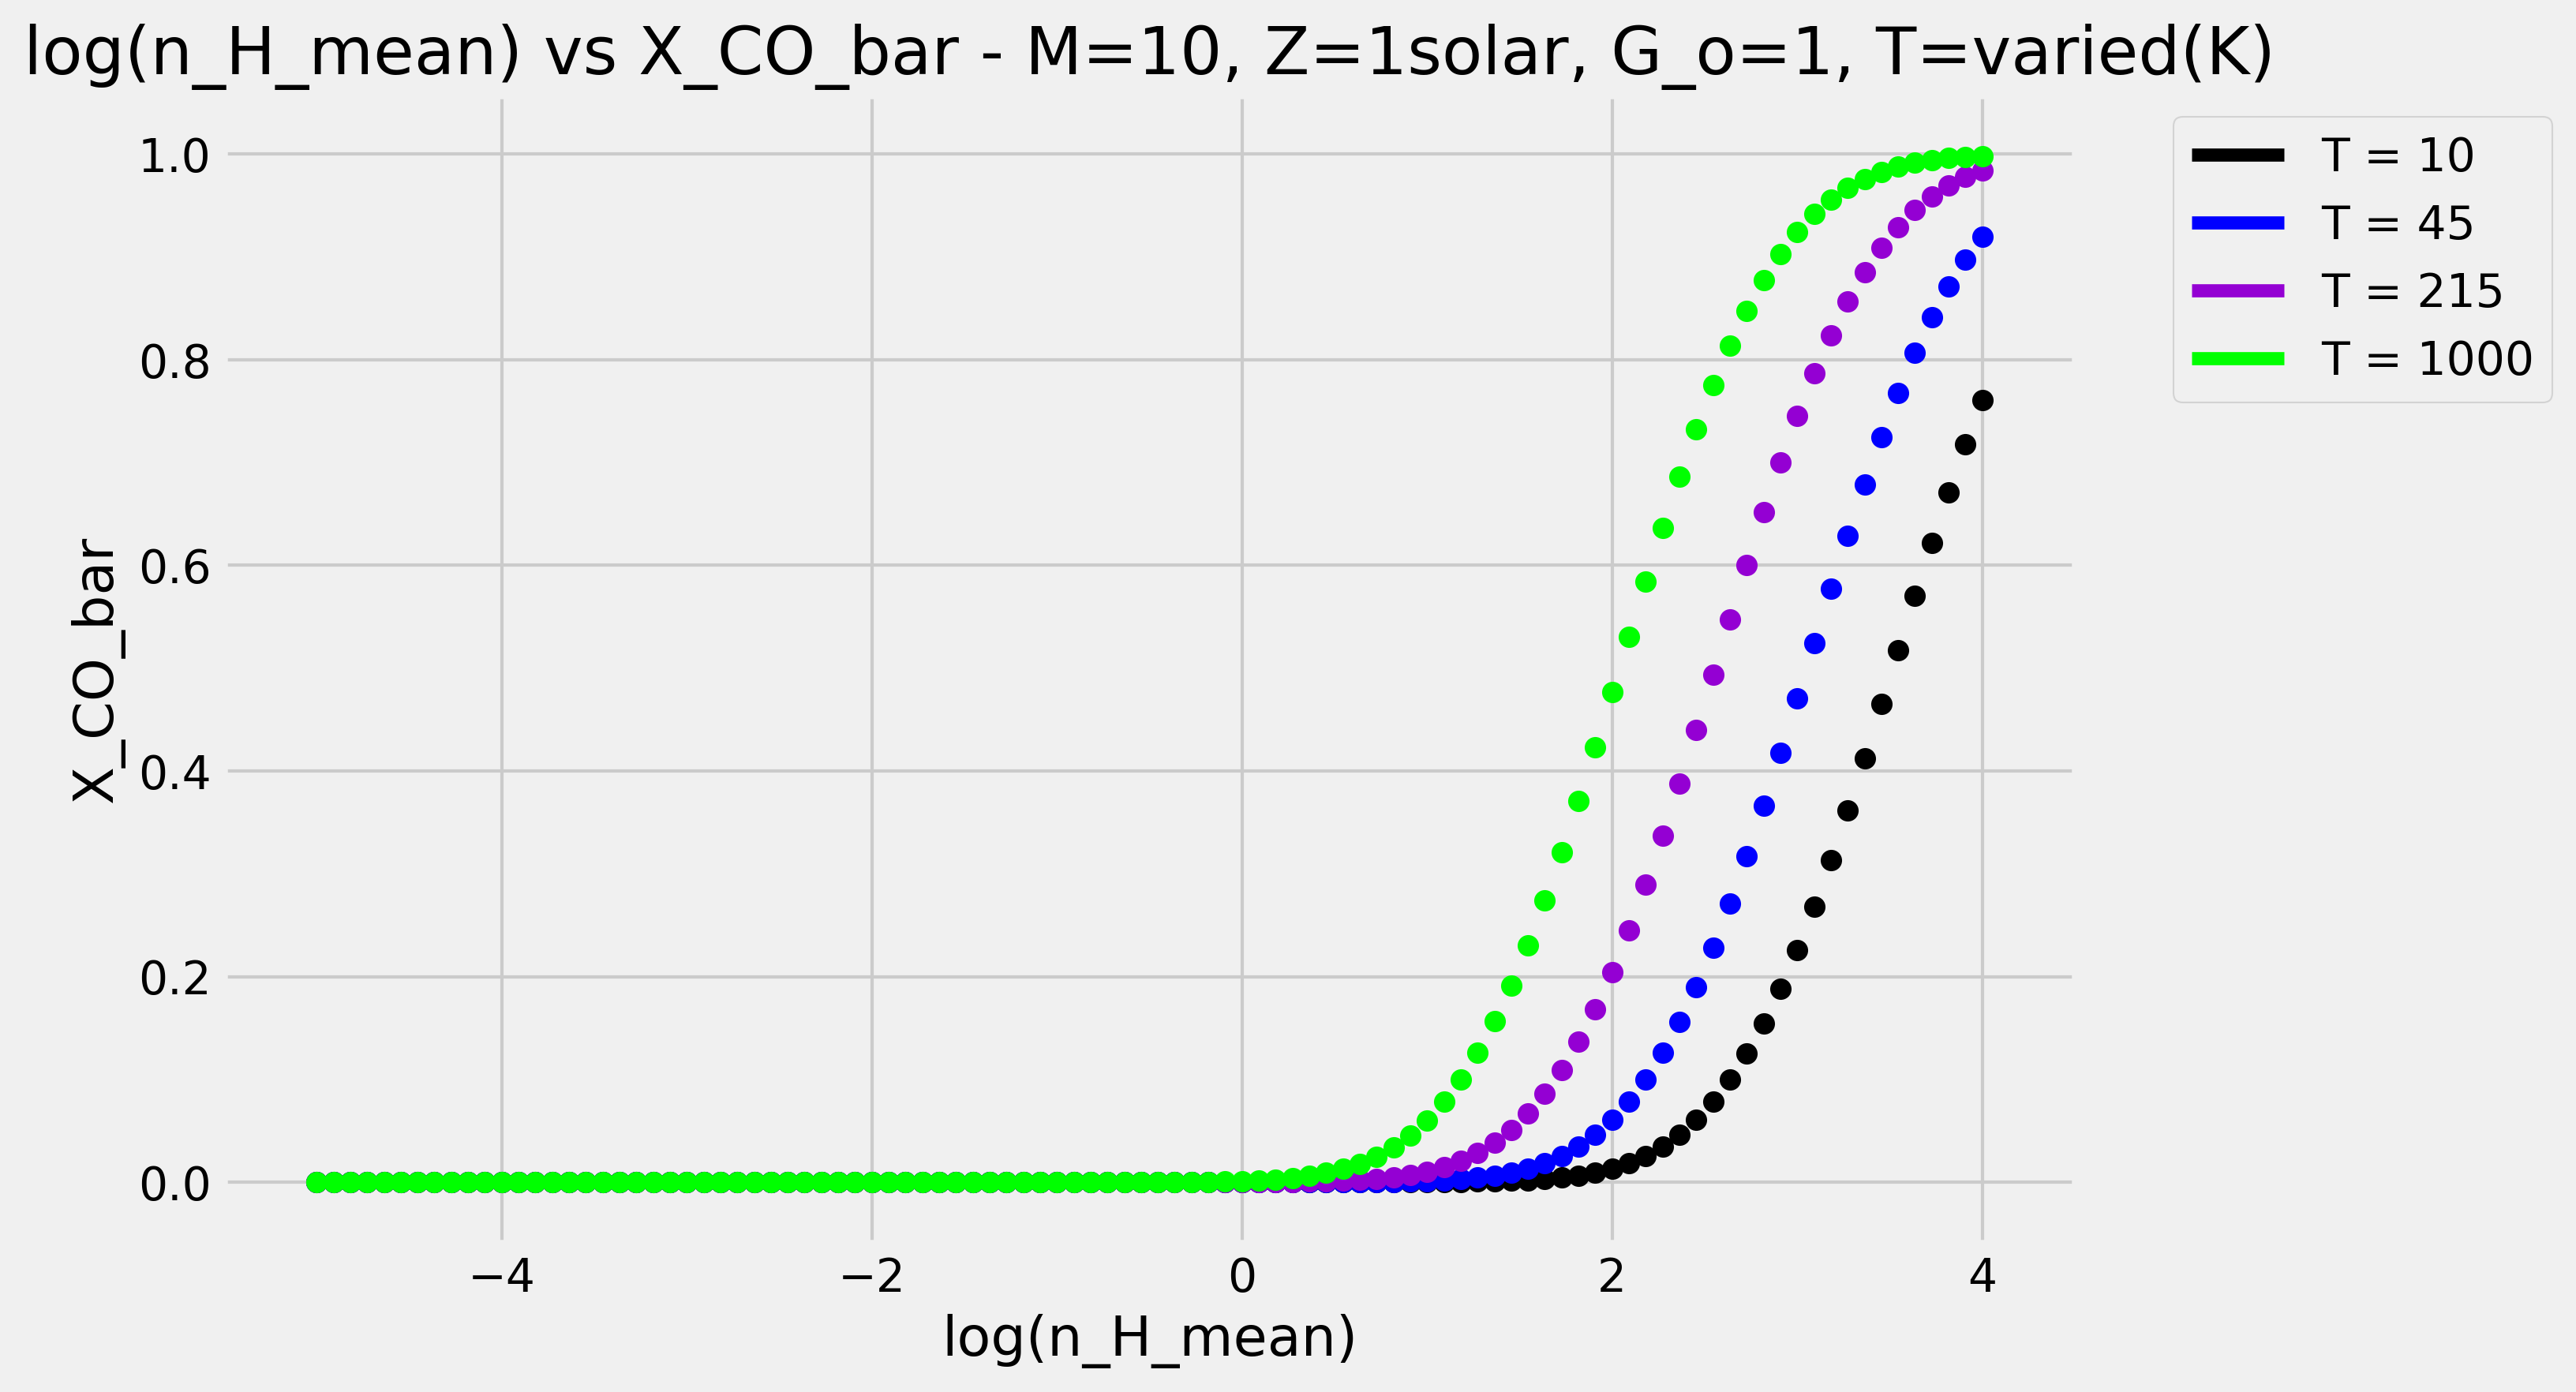 log(n_H_mean) vs X_CO_bar - M=10, Z=1solar, G_o=1, T=varied(K)
T = 10
T = 45
T = 215
T = 1000
X_CO_bar
1.0
0.8
0.6
0.4
0.2
0.0
−4
−2
0
2
4
log(n_H_mean)